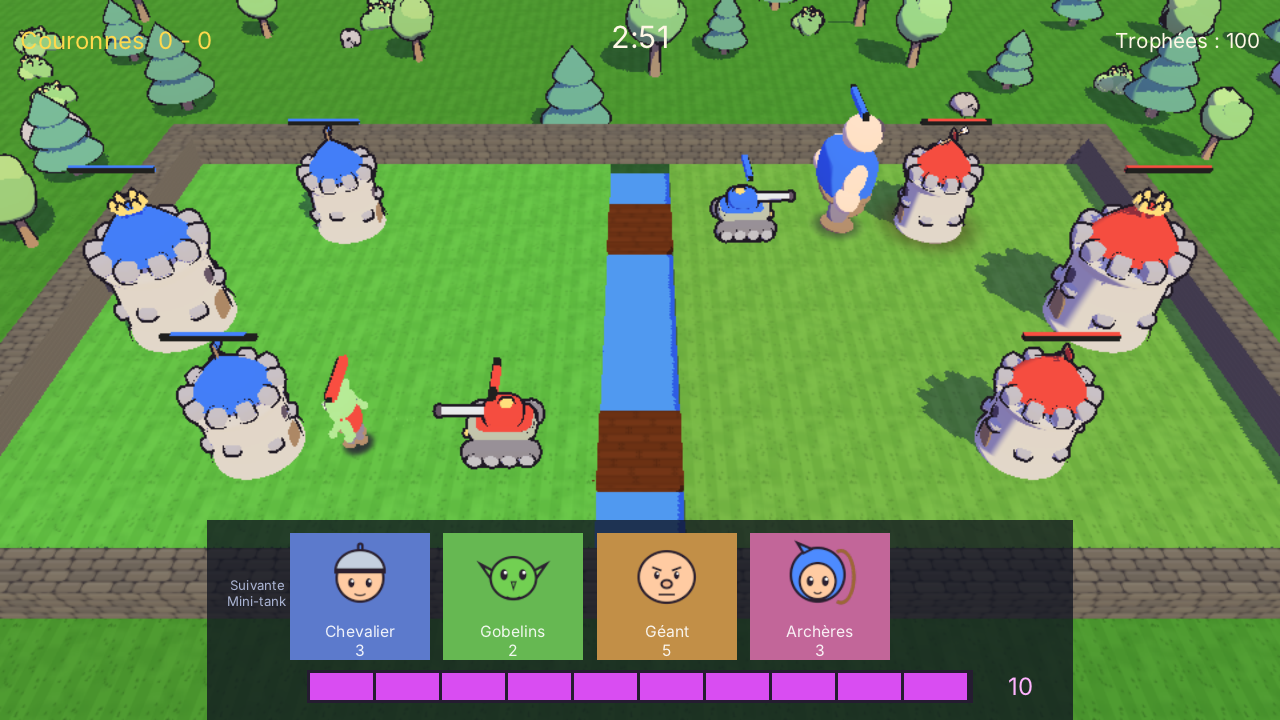 Couronnes 0 - 0
2:51
Trophées : 100
Suivante
Mini-tank
Chevalier
3
Gobelins
2
Géant
5
Archères
3
10